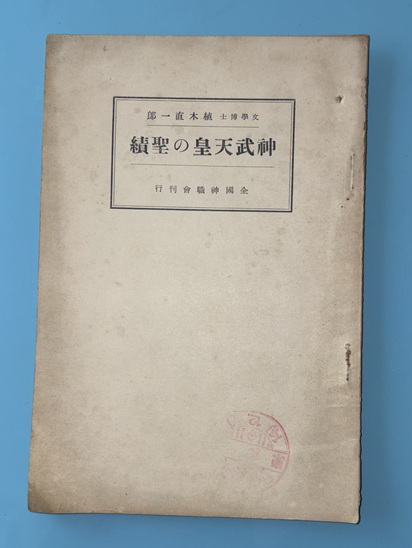 文學博士 植木直一郎
神武天皇の聖績
全國神職會刊行